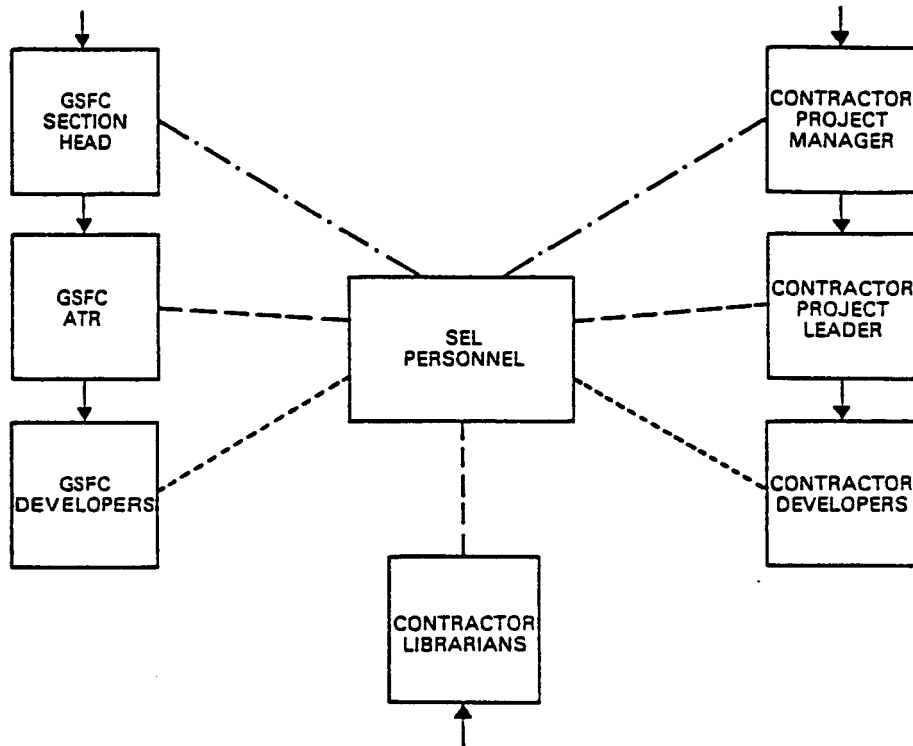 GSFC
SECTION
HEAD
CONTRACTOR
PROJECT
MANAGER
GSFC
ATR
SEL
PERSONNEL
CONTRACTOR
PROJECT
LEADER
GSFC
DEVELOPERS
CONTRACTOR
DEVELOPERS
CONTRACTOR
LIBRARIANS